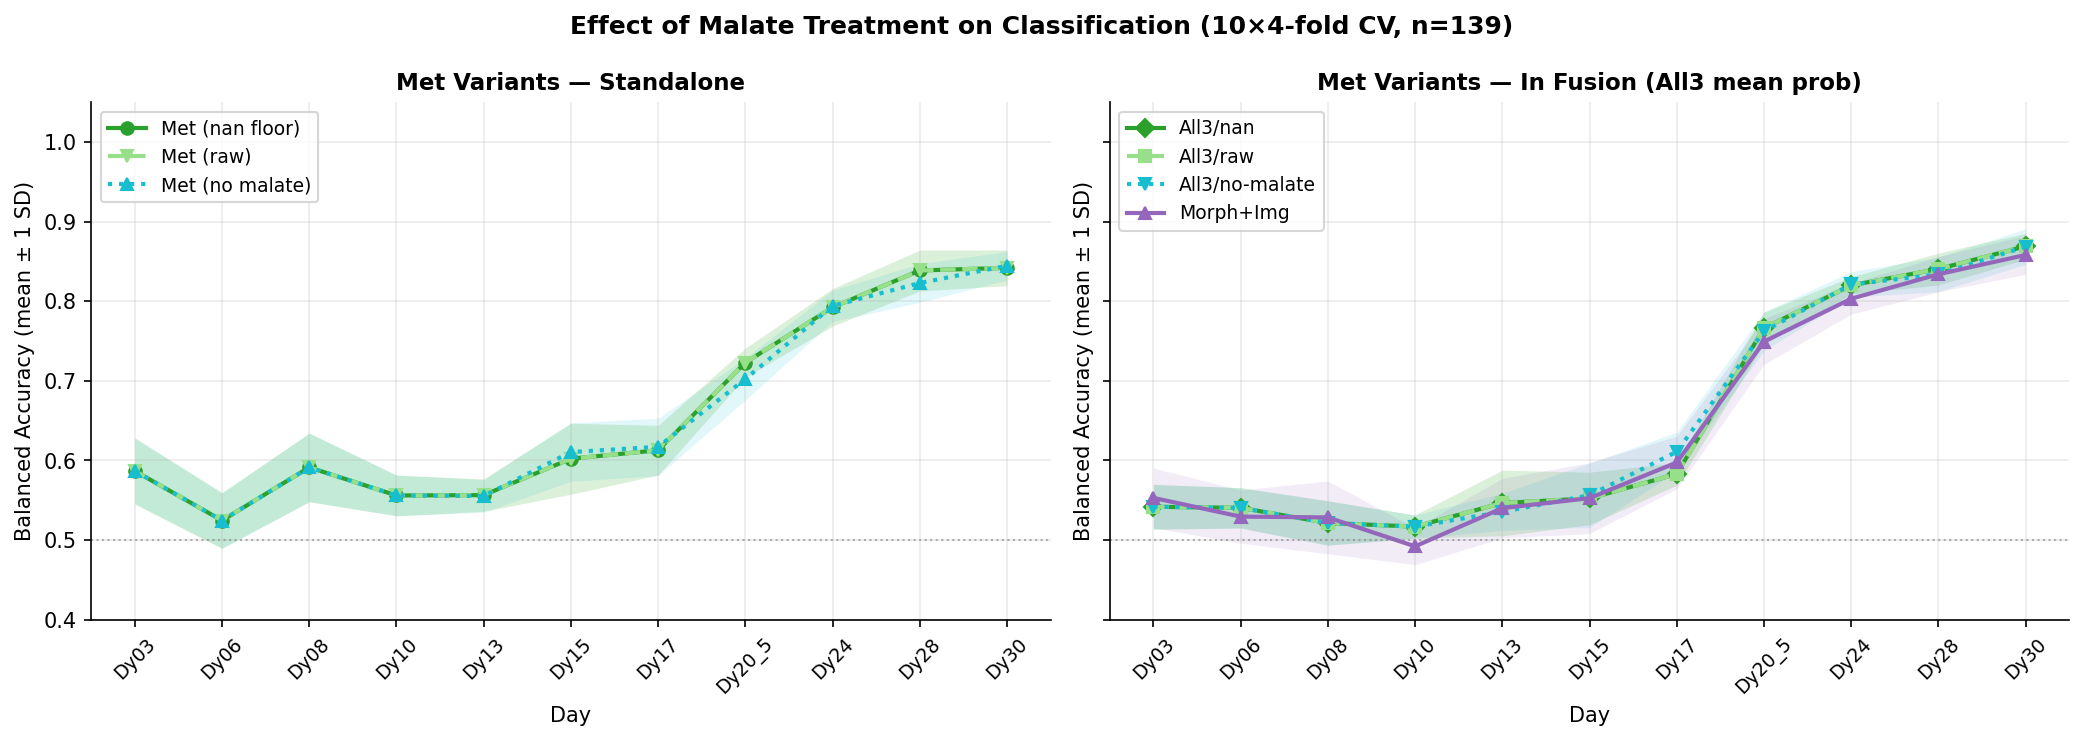 Effect of Malate Treatment on Classification (10×4-fold CV, n=139)
Met Variants — Standalone
Met (nan floor)
Met (raw)
Met (no malate)
Balanced Accuracy (mean ± 1 SD)
1.0
0.9
0.8
0.7
0.6
0.5
0.4
Dy03
Dy06
Dy08
Dy10
Dy13
Dy15
Dy17
Dy20_5
Dy24
Dy28
Dy30
Day
Met Variants — In Fusion (All3 mean prob)
All3/nan
All3/raw
All3/no-malate
Morph+Img
Balanced Accuracy (mean ± 1 SD)
Dy03
Dy06
Dy08
Dy10
Dy13
Dy15
Dy17
Dy20_5
Dy24
Dy28
Dy30
Day